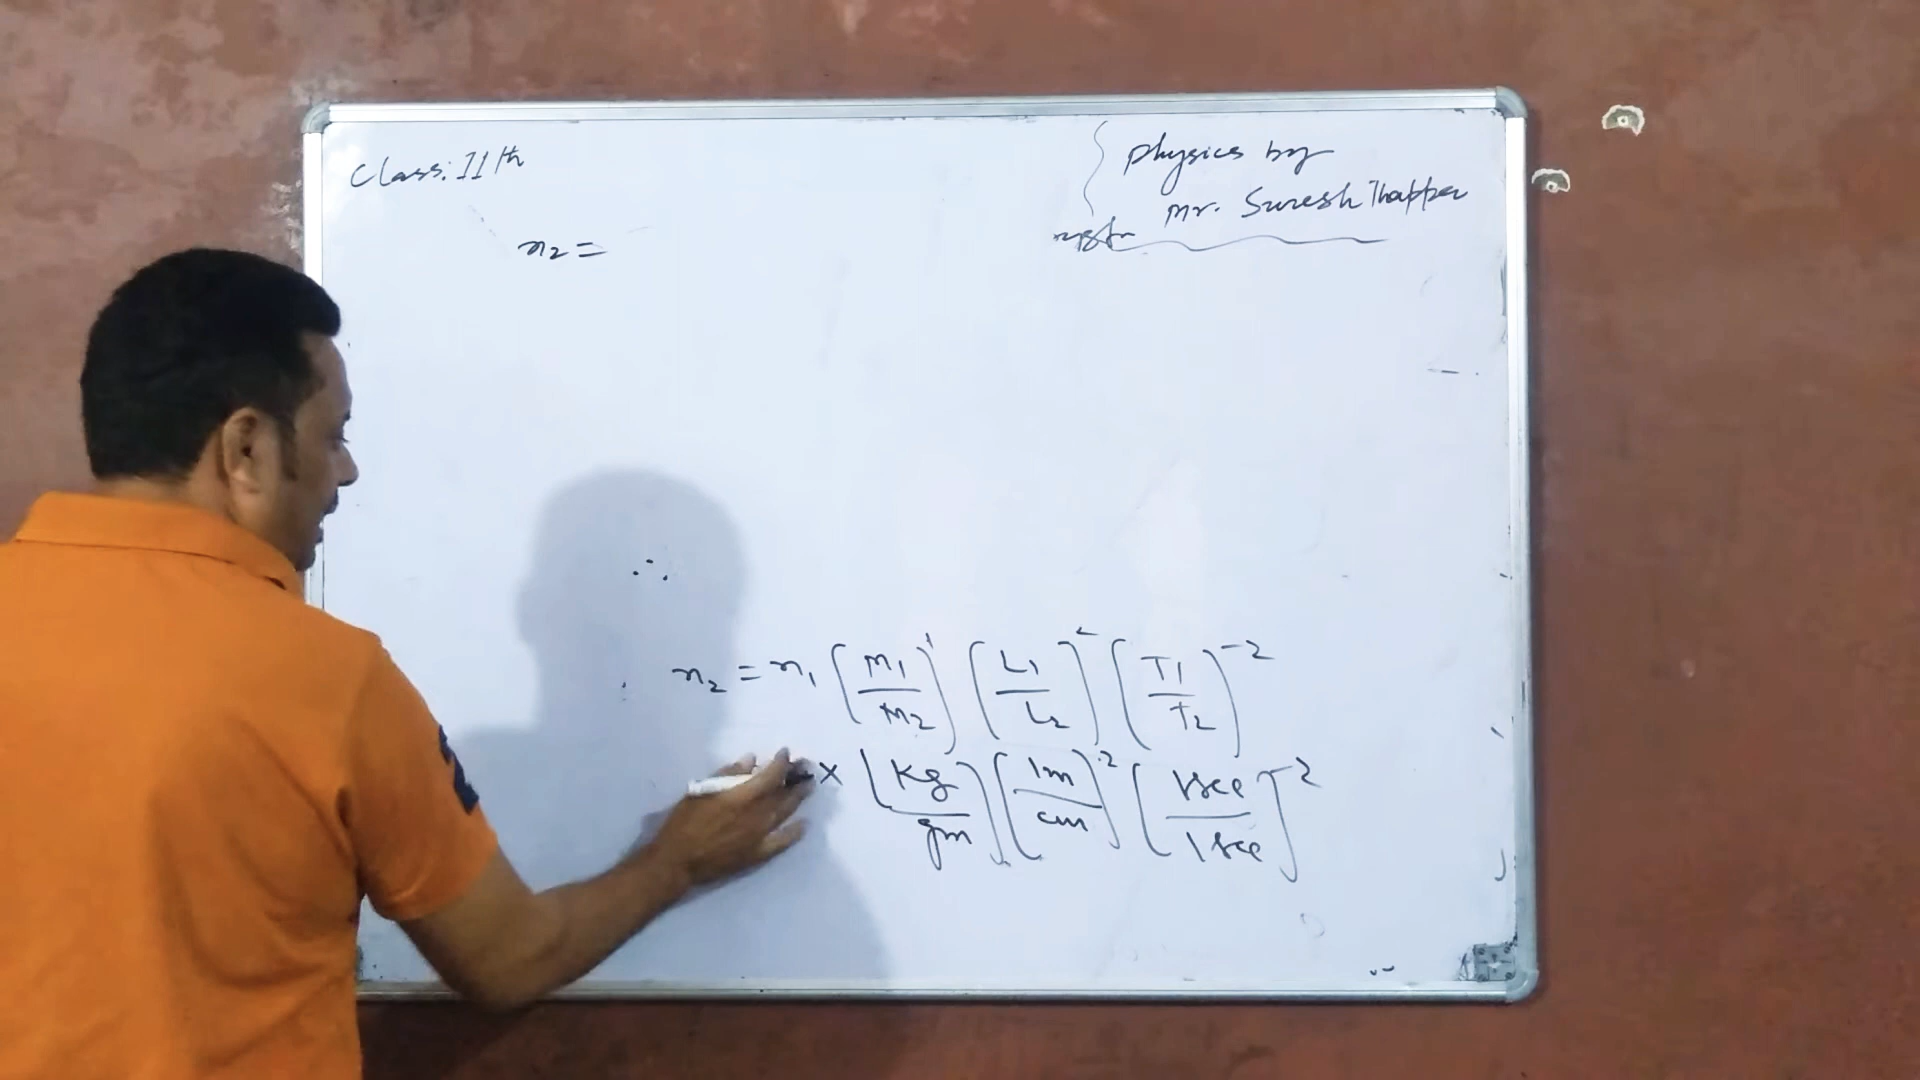 Class: 11th
Physics by
Mr. Suresh Thapper
n₂ =
n₂ = n₁ [M₁/M₂]¹ [L₁/L₂]² [T₁/T₂]⁻²
× [Kg/gm] [1m/cm]² [1sec/1sec]⁻²